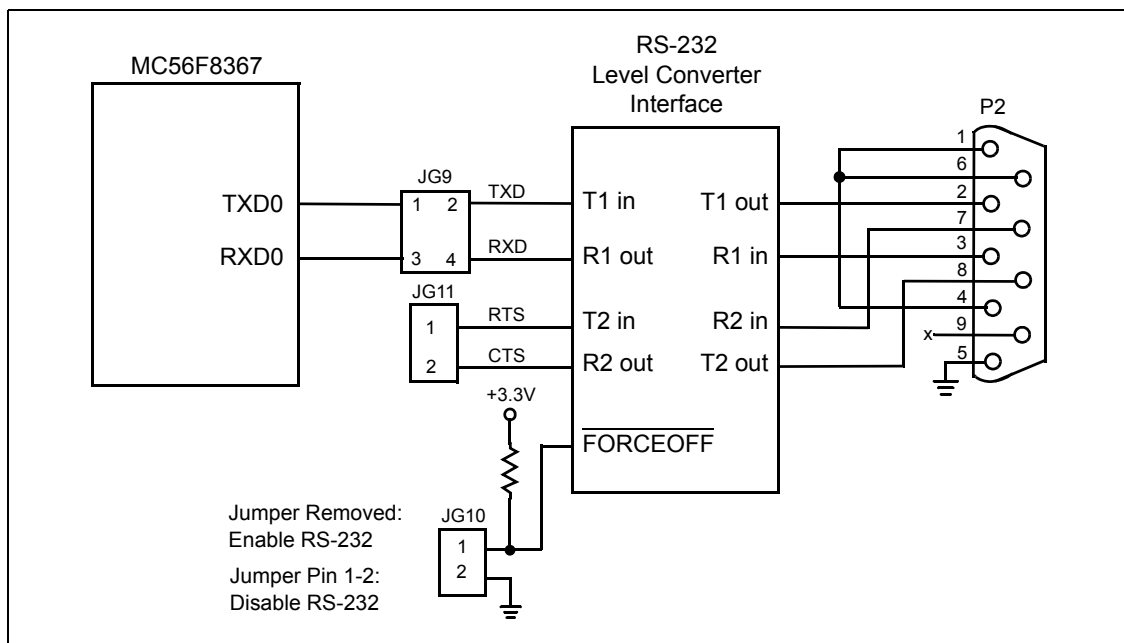 MC56F8367
RS-232
Level Converter
Interface
P2
TXD0
RXD0
JG9
1 2
3 4
TXD
RXD
JG11
1
2
RTS
CTS
T1 in
R1 out
T2 in
R2 out
FORCEOFF
T1 out
R1 in
R2 in
T2 out
1
6
2
7
3
8
4
9
x
5
+3.3V
JG10
1
2
Jumper Removed:
Enable RS-232
Jumper Pin 1-2:
Disable RS-232